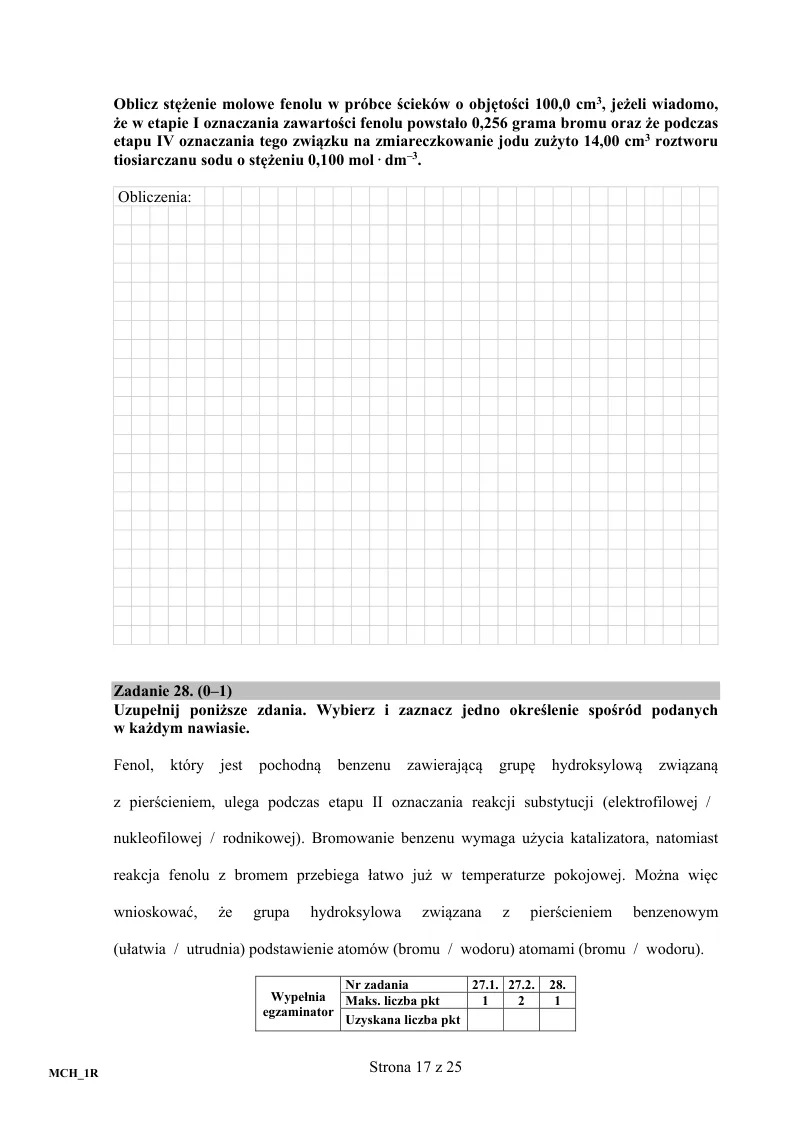 Oblicz stężenie molowe fenolu w próbce ścieków o objętości 100,0 cm³, jeżeli wiadomo,
że w etapie I oznaczania zawartości fenolu powstało 0,256 grama bromu oraz że podczas
etapu IV oznaczania tego związku na zmiareczkowanie jodu zużyto 14,00 cm³ roztworu
tiosiarczanu sodu o stężeniu 0,100 mol · dm⁻³.
Obliczenia:
Zadanie 28. (0–1)
Uzupełnij poniższe zdania. Wybierz i zaznacz jedno określenie spośród podanych
w każdym nawiasie.
Fenol, który jest pochodną benzenu zawierającą grupę hydroksylową związaną
z pierścieniem, ulega podczas etapu II oznaczania reakcji substytucji (elektrofilowej /
nukleofilowej / rodnikowej). Bromowanie benzenu wymaga użycia katalizatora, natomiast
reakcja fenolu z bromem przebiega łatwo już w temperaturze pokojowej. Można więc
wnioskować, że grupa hydroksylowa związana z pierścieniem benzenowym
(ułatwia / utrudnia) podstawienie atomów (bromu / wodoru) atomami (bromu / wodoru).
Wypełnia egzaminator
Nr zadania 27.1. 27.2. 28.
Maks. liczba pkt 1 2 1
Uzyskana liczba pkt
MCH_1R
Strona 17 z 25